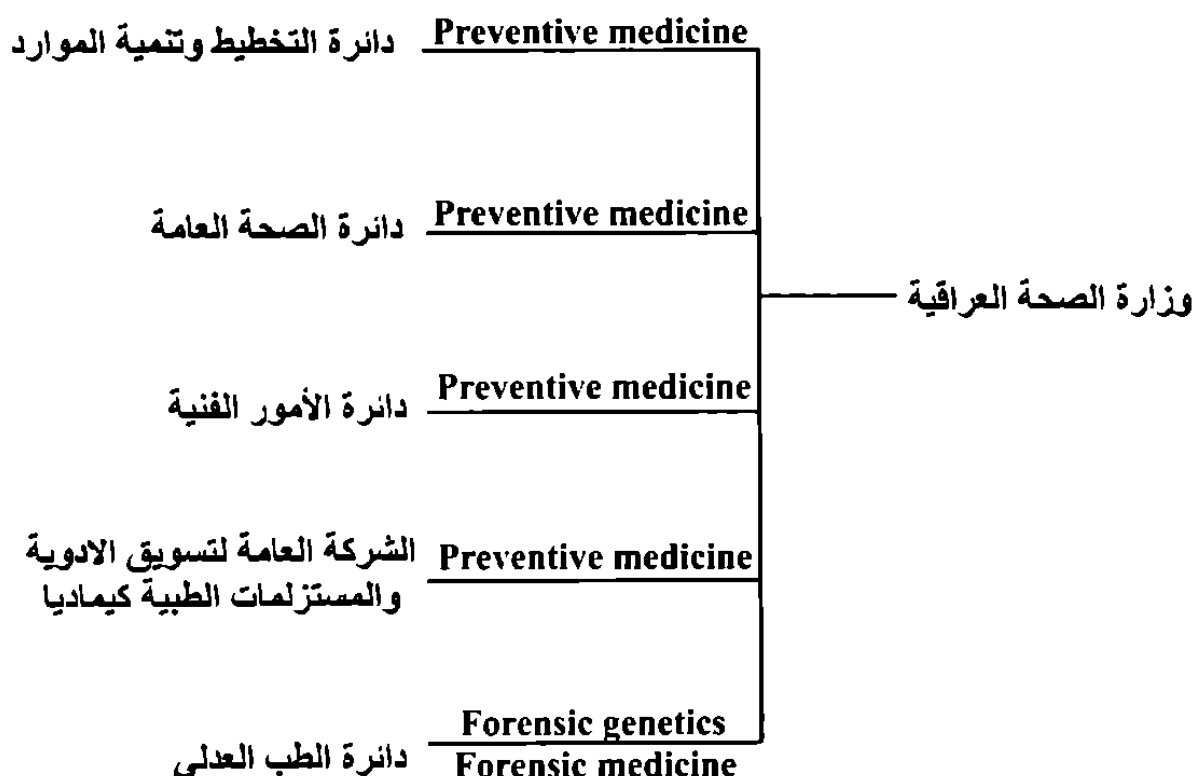 Preventive medicine
دائرة التخطيط وتنمية الموارد
Preventive medicine
دائرة الصحة العامة
وزارة الصحة العراقية
Preventive medicine
دائرة الأمور الفنية
Preventive medicine
الشركة العامة لتسويق الادوية
والمستزلمات الطبية كيماديا
Forensic genetics
دائرة الطب العدلي
Forensic medicine